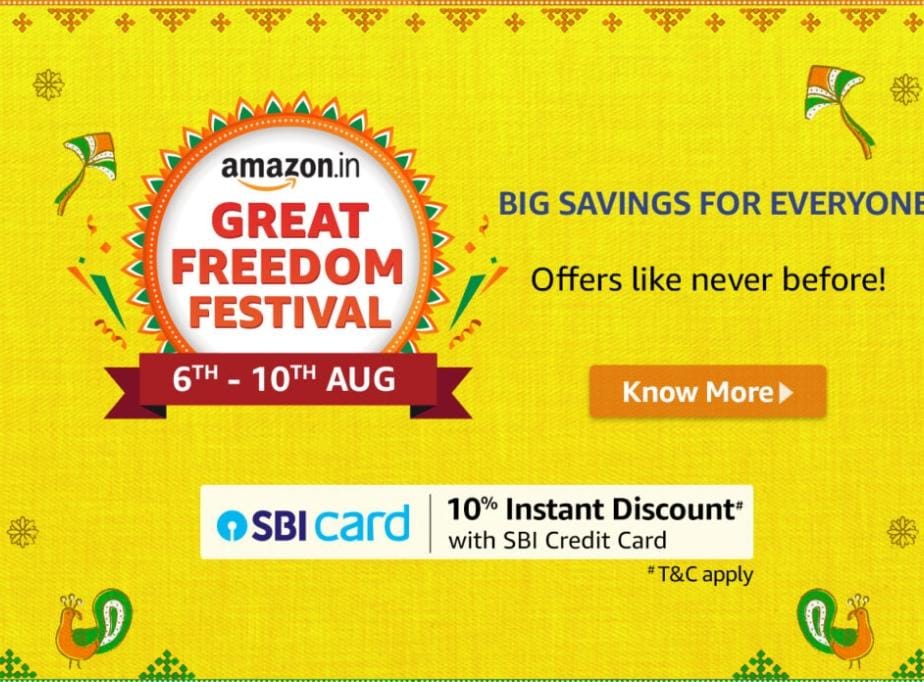 amazon.in
GREAT
FREEDOM
FESTIVAL
6TH - 10TH AUG
BIG SAVINGS FOR EVERYONE
Offers like never before!
Know More
SBI card
10% Instant Discount#
with SBI Credit Card
#T&C apply